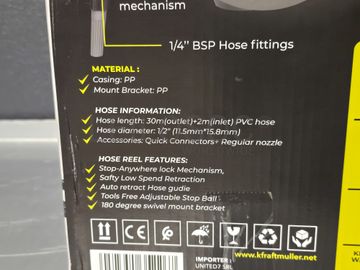 mechanism
1/4'' BSP Hose fittings
MATERIAL :
✓ Casing: PP
✓ Mount Bracket: PP
HOSE INFORMATION:
✓ Hose length: 30m(outlet)+2m(inlet) PVC hose
✓ Hose diameter: 1/2" (11.5mm*15.8mm)
✓ Accessories: Quick Connectors+ Regular nozzle
HOSE REEL FEATURES:
✓ Stop-Anywhere lock Mechanism,
✓ Safty Low Spend Retraction
✓ Auto retract Hose gudie
✓ Tools Free Adjustable Stop Ball
✓ 180 degree swivel mount bracket
www.kfraftmuller.net
CE
IMPORTER
UNITED7 SRL